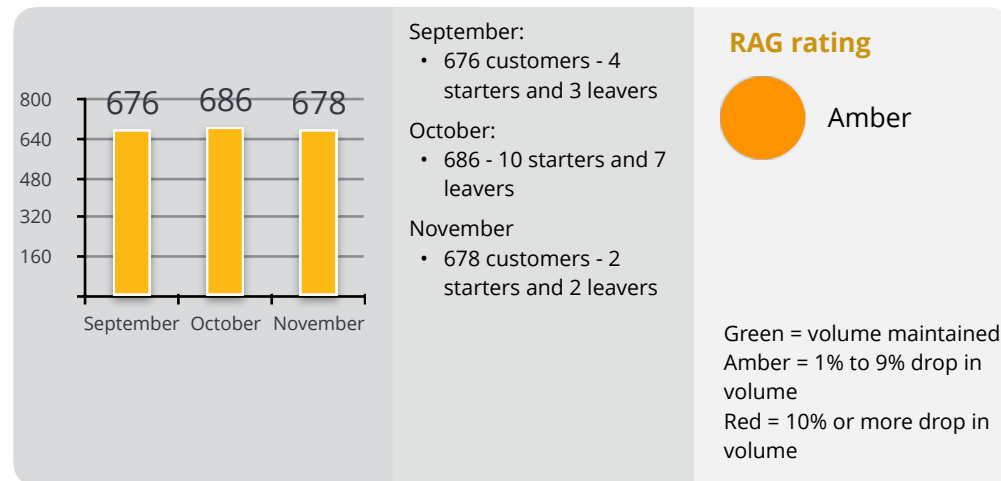 800
640
480
320
160
676
686
678
September
October
November
September:
• 676 customers - 4
starters and 3 leavers
October:
• 686 - 10 starters and 7
leavers
November
• 678 customers - 2
starters and 2 leavers
RAG rating
Amber
Green = volume maintained
Amber = 1% to 9% drop in
volume
Red = 10% or more drop in
volume